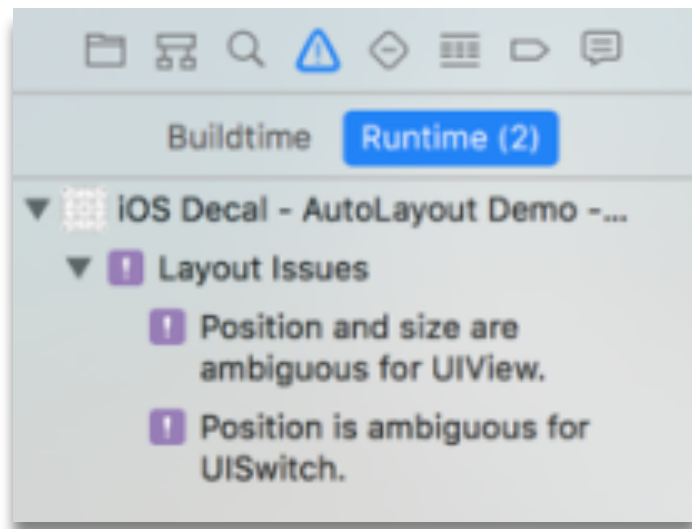 Buildtime Runtime (2)
iOS Decal - AutoLayout Demo -...
Layout Issues
Position and size are
ambiguous for UIView.
Position is ambiguous for
UISwitch.